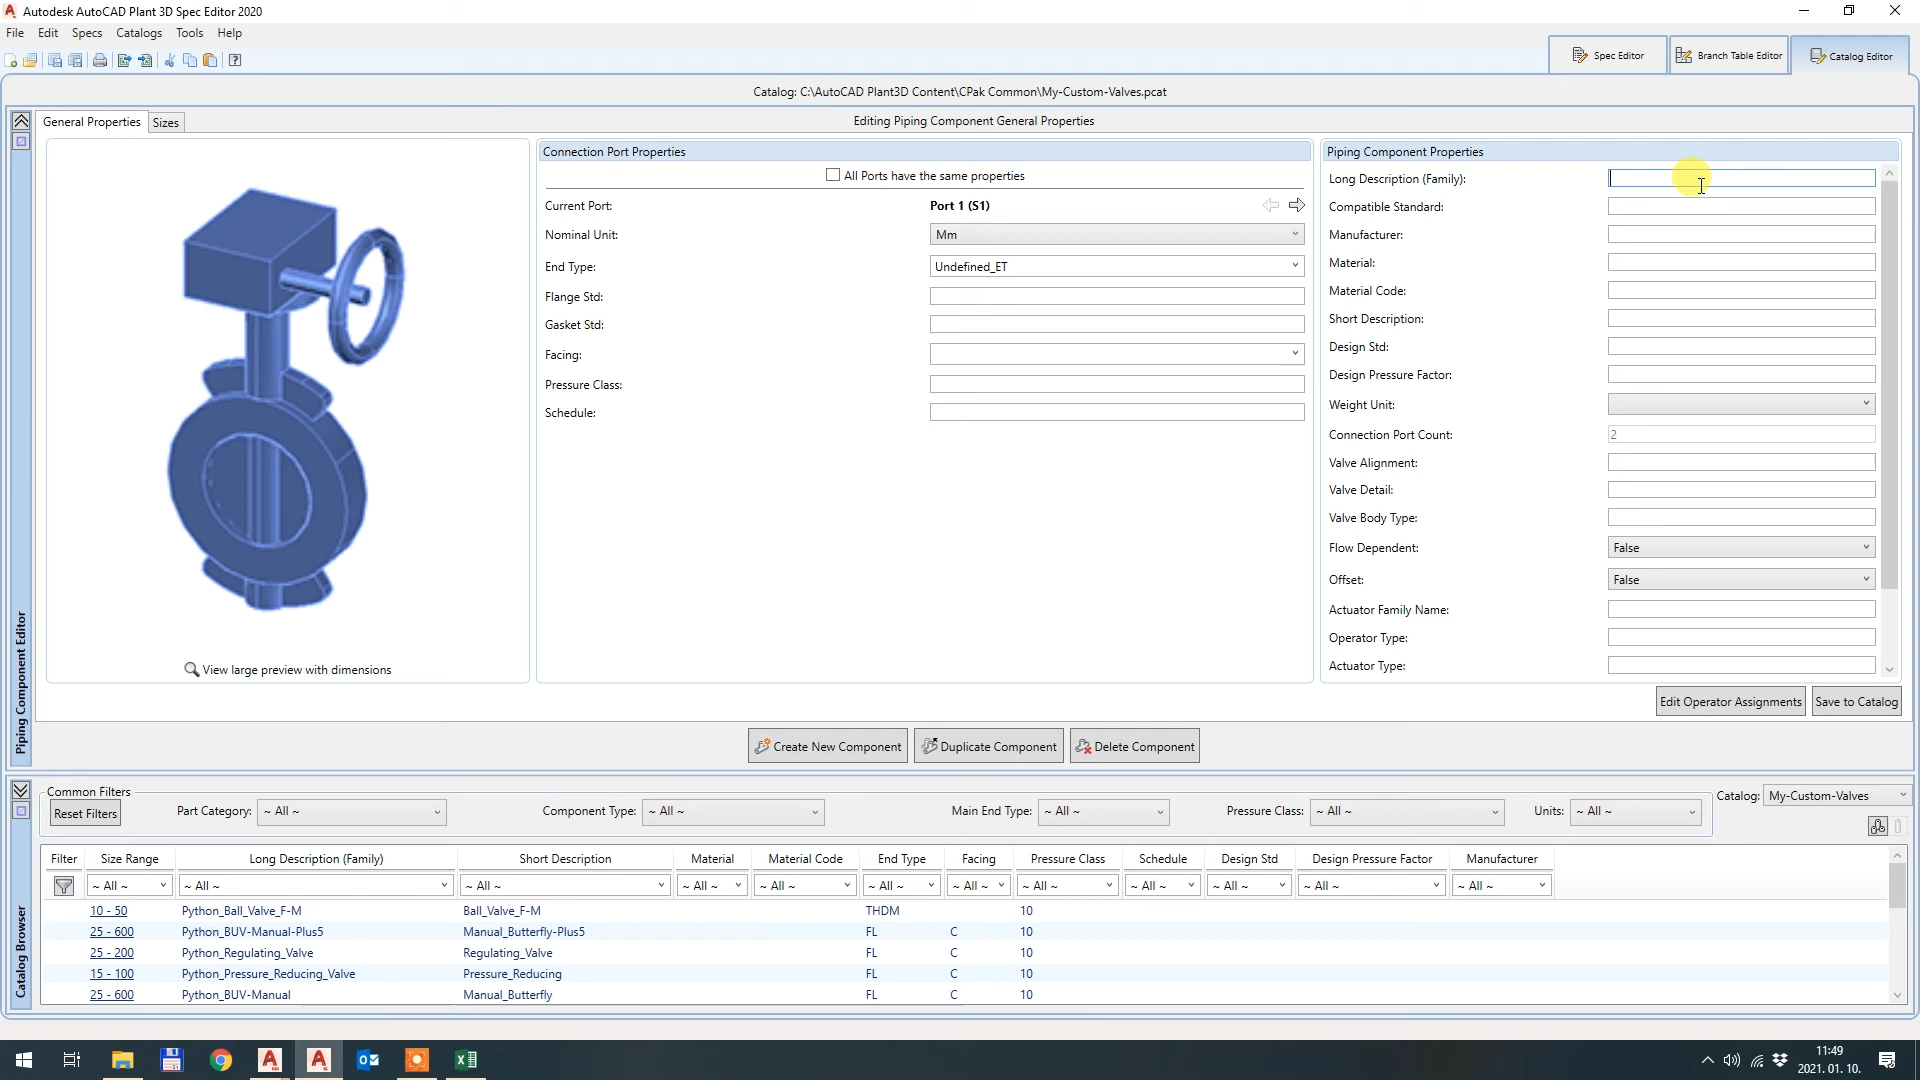 Autodesk AutoCAD Plant 3D Spec Editor 2020
File Edit Specs Catalogs Tools Help
Spec Editor Branch Table Editor Catalog Editor
Catalog: C:\AutoCAD Plant3D Content\CPak Common\My-Custom-Valves.pcat
General Properties Sizes Editing Piping Component General Properties
Piping Component Editor
View large preview with dimensions
Connection Port Properties
All Ports have the same properties
Current Port: Port 1 (S1)
Nominal Unit: Mm
End Type: Undefined_ET
Flange Std:
Gasket Std:
Facing:
Pressure Class:
Schedule:
Piping Component Properties
Long Description (Family):
Compatible Standard:
Manufacturer:
Material:
Material Code:
Short Description:
Design Std:
Design Pressure Factor:
Weight Unit:
Connection Port Count: 2
Valve Alignment:
Valve Detail:
Valve Body Type:
Flow Dependent: False
Offset: False
Actuator Family Name:
Operator Type:
Actuator Type:
Edit Operator Assignments Save to Catalog
Create New Component Duplicate Component Delete Component
Catalog Browser
Common Filters
Reset Filters Part Category: ~ All ~ Component Type: ~ All ~ Main End Type: ~ All ~ Pressure Class: ~ All ~ Units: ~ All ~
Catalog: My-Custom-Valves
Filter Size Range Long Description (Family) Short Description Material Material Code End Type Facing Pressure Class Schedule Design Std Design Pressure Factor Manufacturer
~ All ~ ~ All ~ ~ All ~ ~ All ~ ~ All ~ ~ All ~ ~ All ~ ~ All ~ ~ All ~ ~ All ~ ~ All ~ ~ All ~
10 - 50 Python_Ball_Valve_F-M Ball_Valve_F-M THDM 10
25 - 600 Python_BUV-Manual-Plus5 Manual_Butterfly-Plus5 FL C 10
25 - 200 Python_Regulating_Valve Regulating_Valve FL C 10
15 - 100 Python_Pressure_Reducing_Valve Pressure_Reducing FL C 10
25 - 600 Python_BUV-Manual Manual_Butterfly FL C 10
11:49
2021. 01. 10.